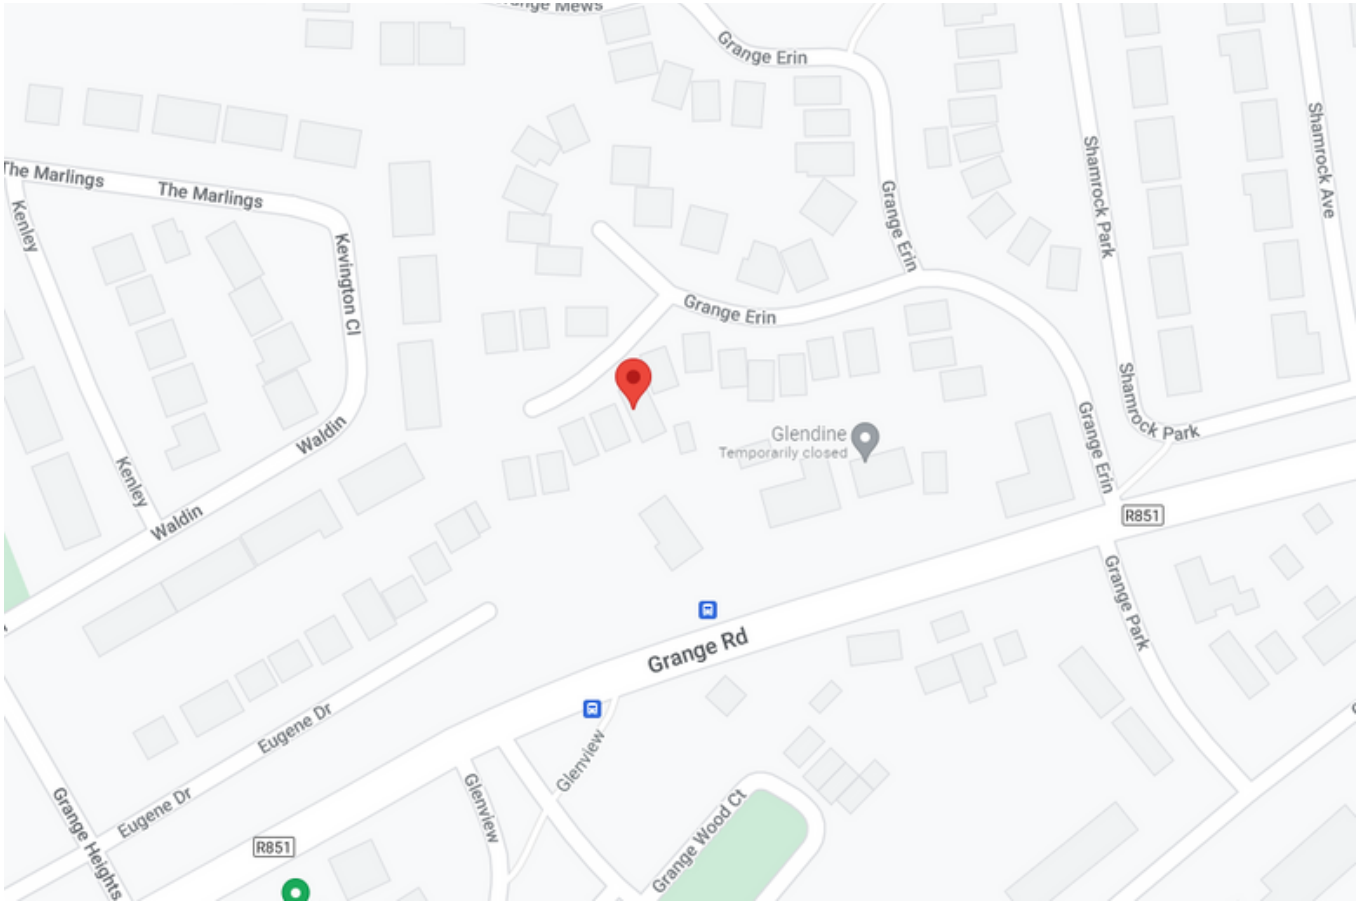 Mews
Grange Erin
The Marlings
The Marlings
Kenley
Kevington Cl
Grange Erin
Shamrock Park
Shamrock Ave
Grange Erin
Shamrock Park
Waldin
Kenley
Waldin
Glendine
Temporarily closed
Grange Erin
R851
Grange Park
Grange Rd
Eugene Dr
Glenview
Eugene Dr
Grange Heights
R851
Glenview
Grange Wood Ct